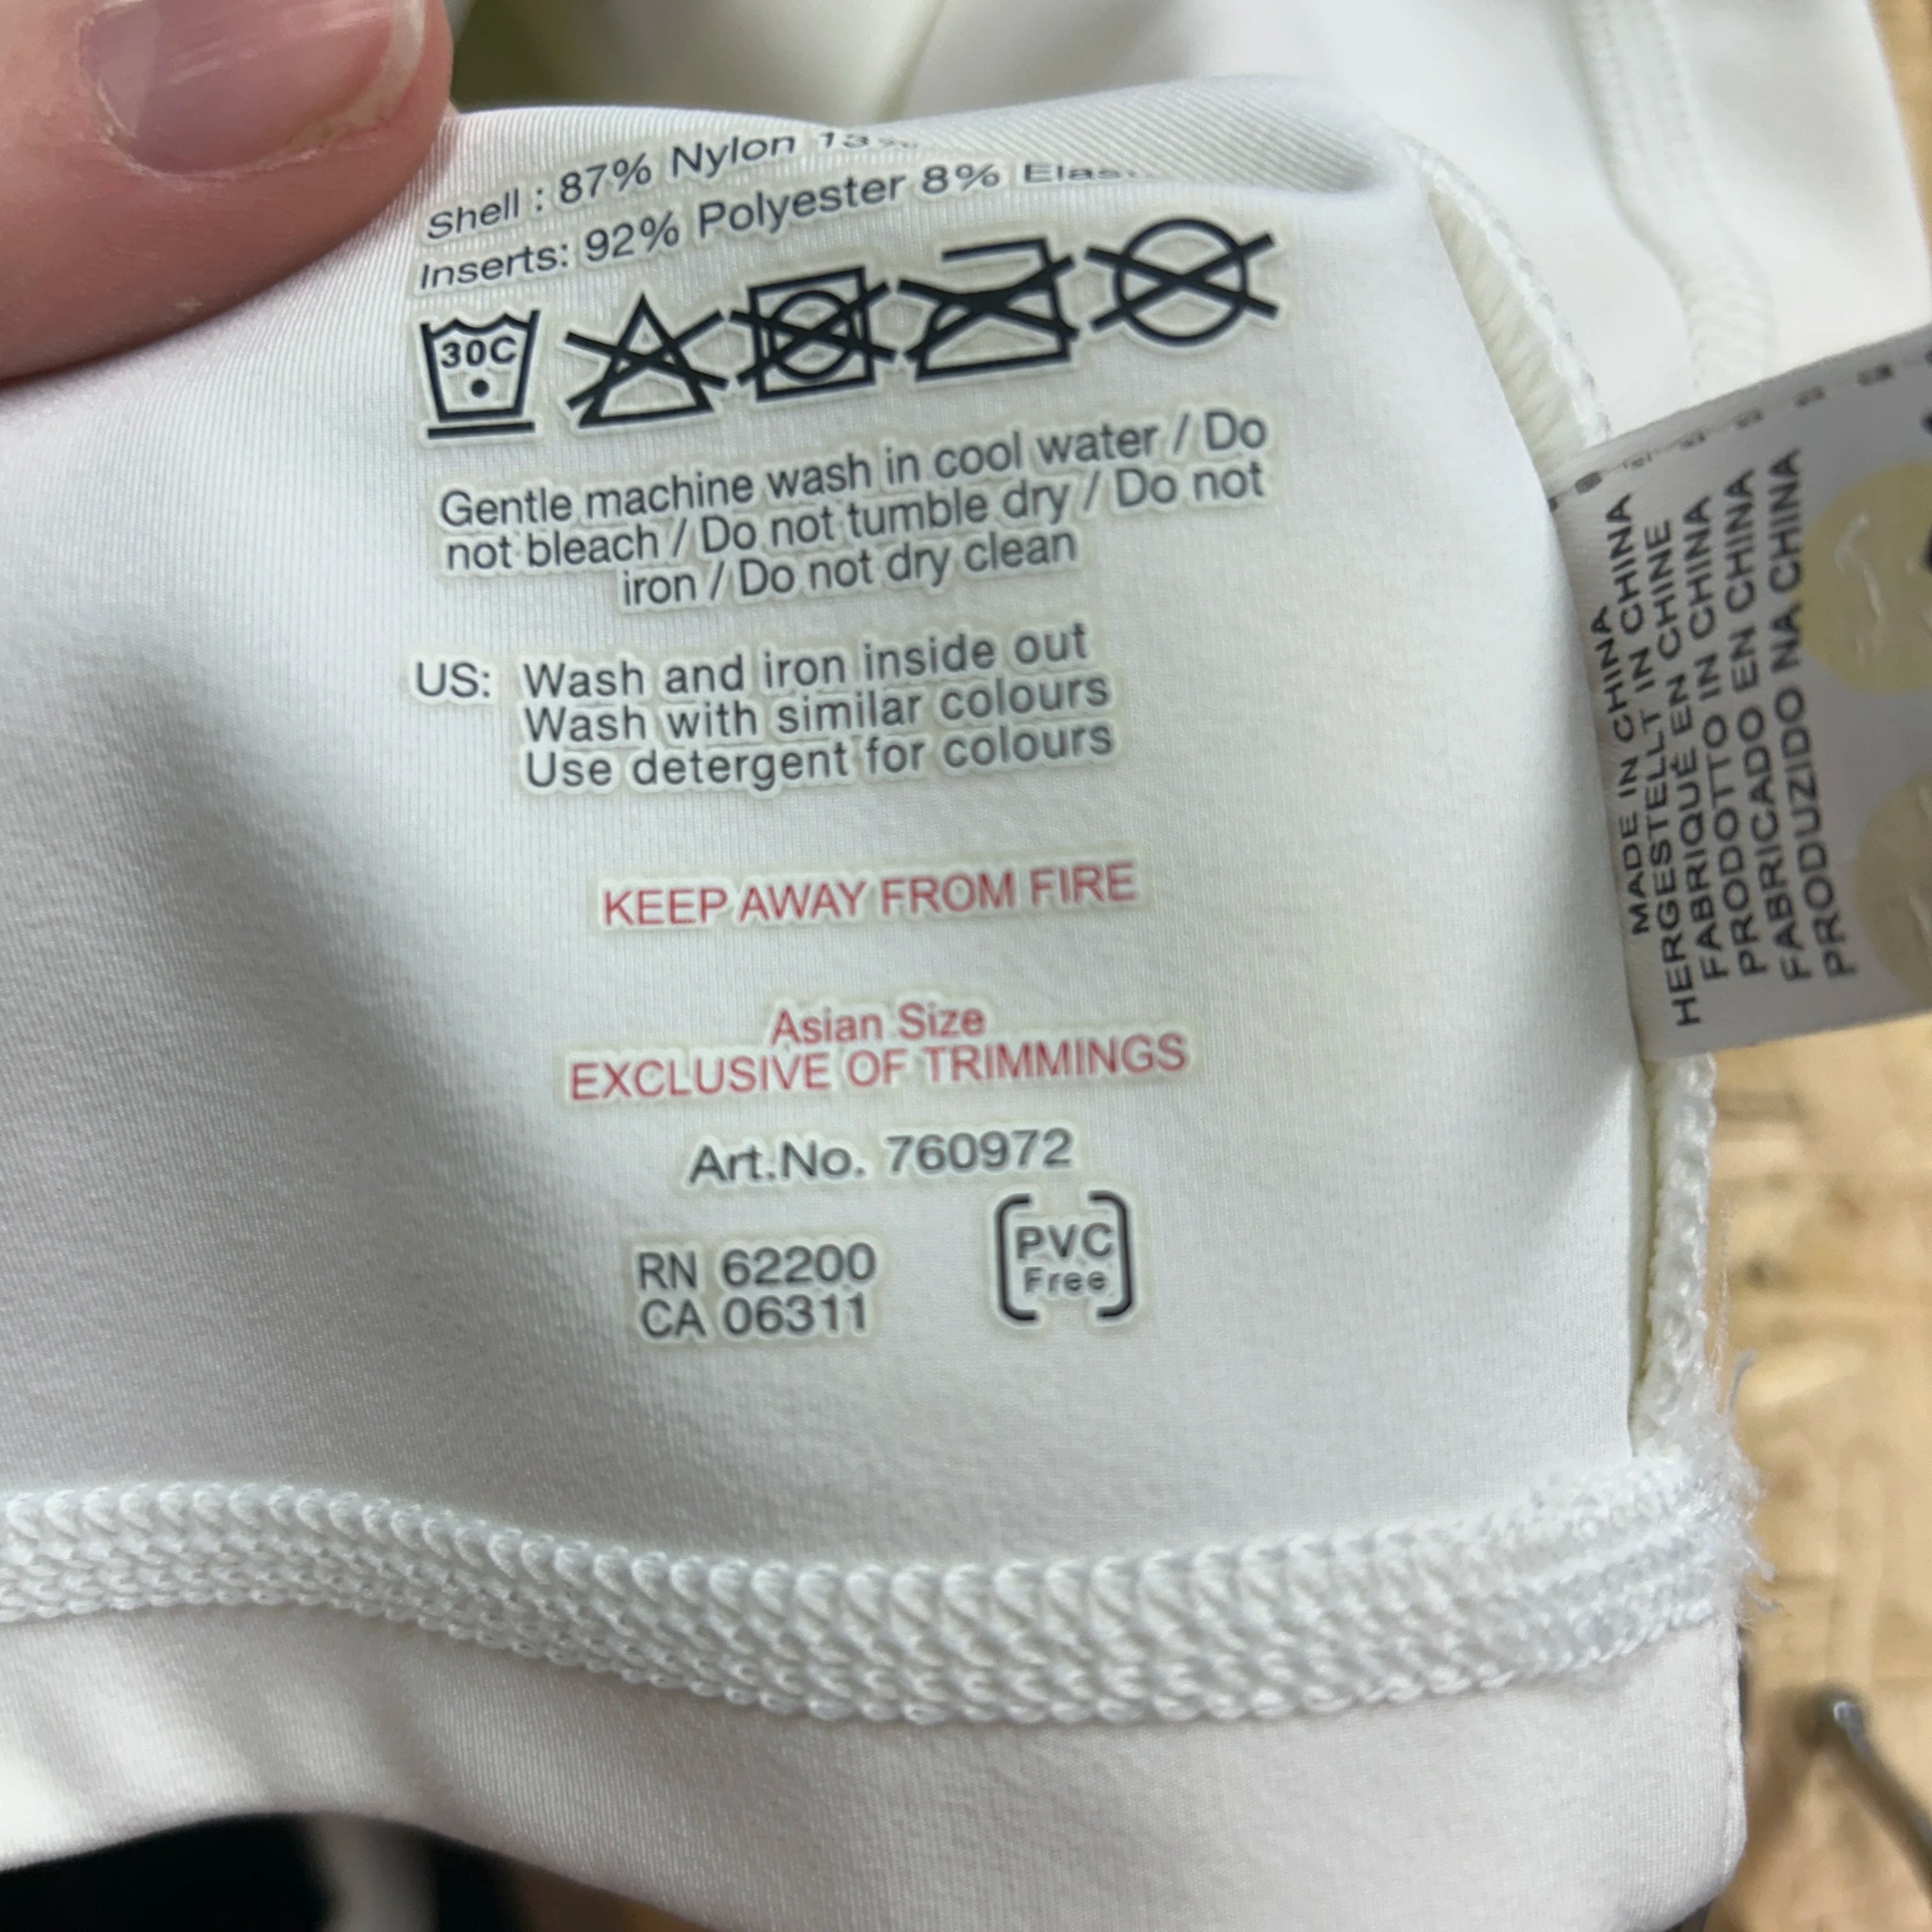 Shell : 87% Nylon
Inserts: 92% Polyester 8%
30C
Gentle machine wash in cool water / Do
not bleach / Do not tumble dry / Do not
iron / Do not dry clean
US: Wash and iron inside out
Wash with similar colours
Use detergent for colours
KEEP AWAY FROM FIRE
Asian Size
EXCLUSIVE OF TRIMMINGS
Art.No. 760972
RN 62200
CA 06311
PVC
Free
MADE IN CHINA
HERGESTELLT IN CHINA
FABRIQUÉ EN CHINE
PRODOTTO IN CHINA
FABRICADO EN CHINA
PRODUZIDO NA CHINA